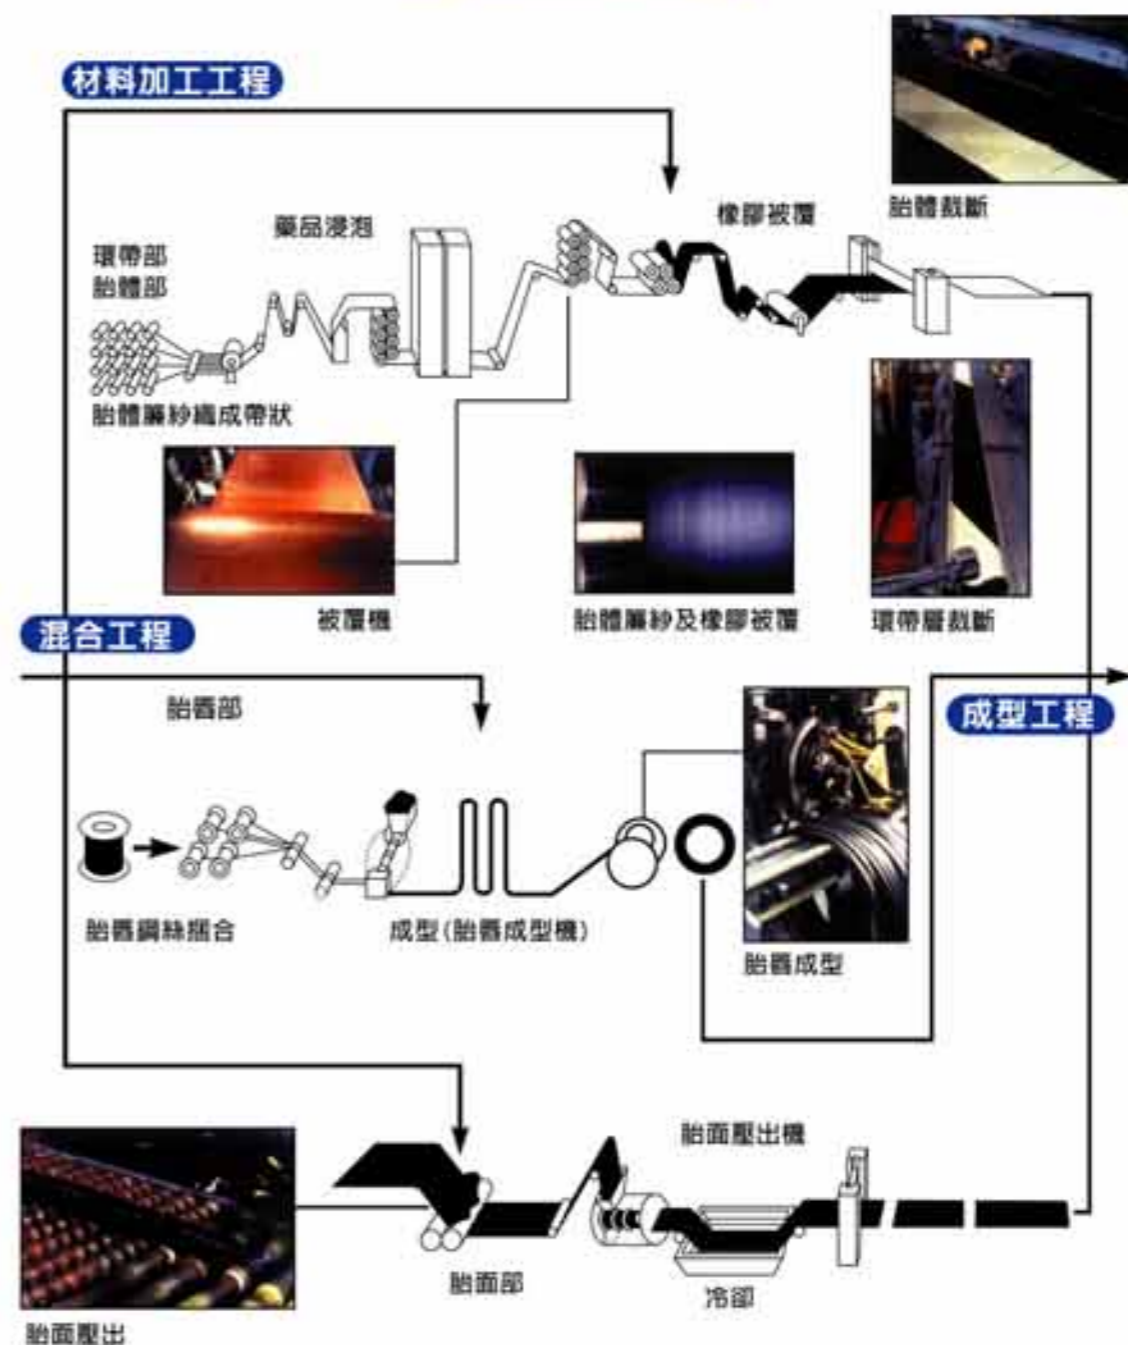 材料加工工程
胎體裁斷
橡膠被覆
藥品浸泡
環帶部
胎體部
胎體簾紗織成帶狀
被覆機
胎體簾紗及橡膠被覆
環帶層裁斷
混合工程
胎唇部
成型工程
胎唇鋼絲捆合
成型(胎唇成型機)
胎唇成型
胎面壓出機
胎面部
冷卻
胎面壓出